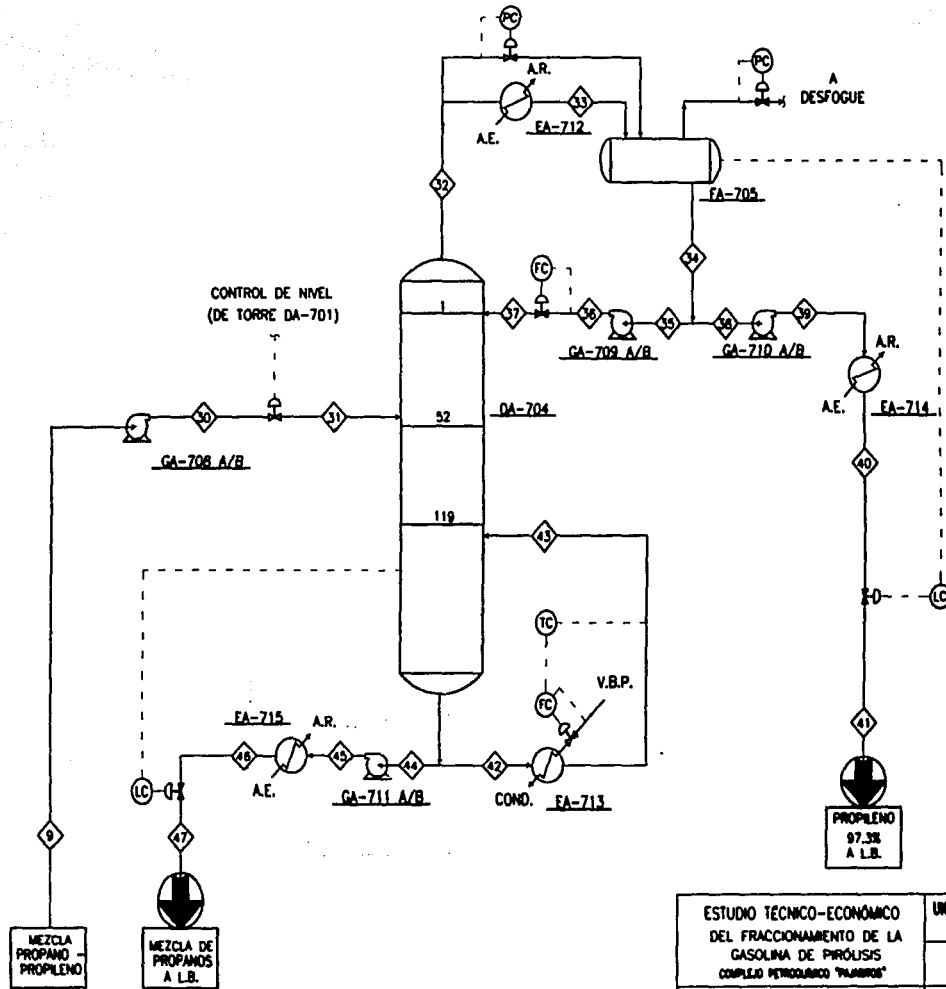 PC
PC
A
DESFOGUE
A.R.
33
A.E.
EA-712
32
FA-705
34
CONTROL DE NIVEL
(DE TORRE DA-701)
FC
1
37
36
35
38
39
GA-709 A/B
GA-710 A/B
A.R.
A.E.
EA-714
30
31
52
DA-704
GA-708 A/B
40
119
43
TC
LC
FC
V.B.P.
EA-715
A.R.
46
45
44
42
A.E.
GA-711 A/B
COND.
EA-713
LC
41
9
47
PROPILENO
97.3%
A L.B.
MEZCLA
PROPANO -
PROPILENO
MEZCLA DE
PROPANOS
A L.B.
ESTUDIO TÉCNICO-ECONÓMICO
DEL FRACCIONAMIENTO DE LA
GASOLINA DE PIRÓLISIS
COMPLEJO PETROQUIMICO "PAJARITOS"